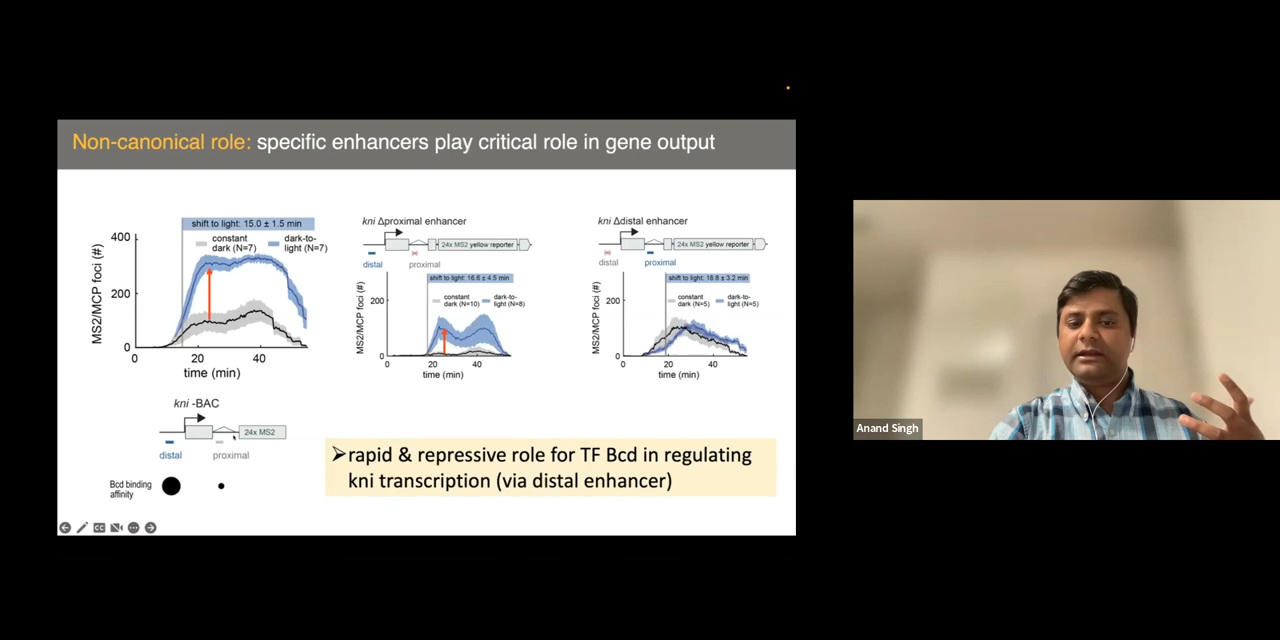 Non-canonical role: specific enhancers play critical role in gene output
shift to light: 15.0 ± 1.5 min
constant dark (N=7)
dark-to-light (N=7)
MS2/MCP foci (#)
400
200
0
0 20 40
time (min)
kni -BAC
24x MS2
distal
proximal
Bcd binding
affinity
kni Δproximal enhancer
24x MS2 yellow reporter
distal
proximal
shift to light: 16.6 ± 4.5 min
constant dark (N=10)
dark-to-light (N=8)
MS2/MCP foci (#)
200
0
0 20 40
time (min)
kni Δdistal enhancer
24x MS2 yellow reporter
distal
proximal
shift to light: 18.8 ± 3.2 min
constant dark (N=5)
dark-to-light (N=5)
MS2/MCP foci (#)
200
0
0 20 40
time (min)
➢rapid & repressive role for TF Bcd in regulating
kni transcription (via distal enhancer)
CC
Anand Singh